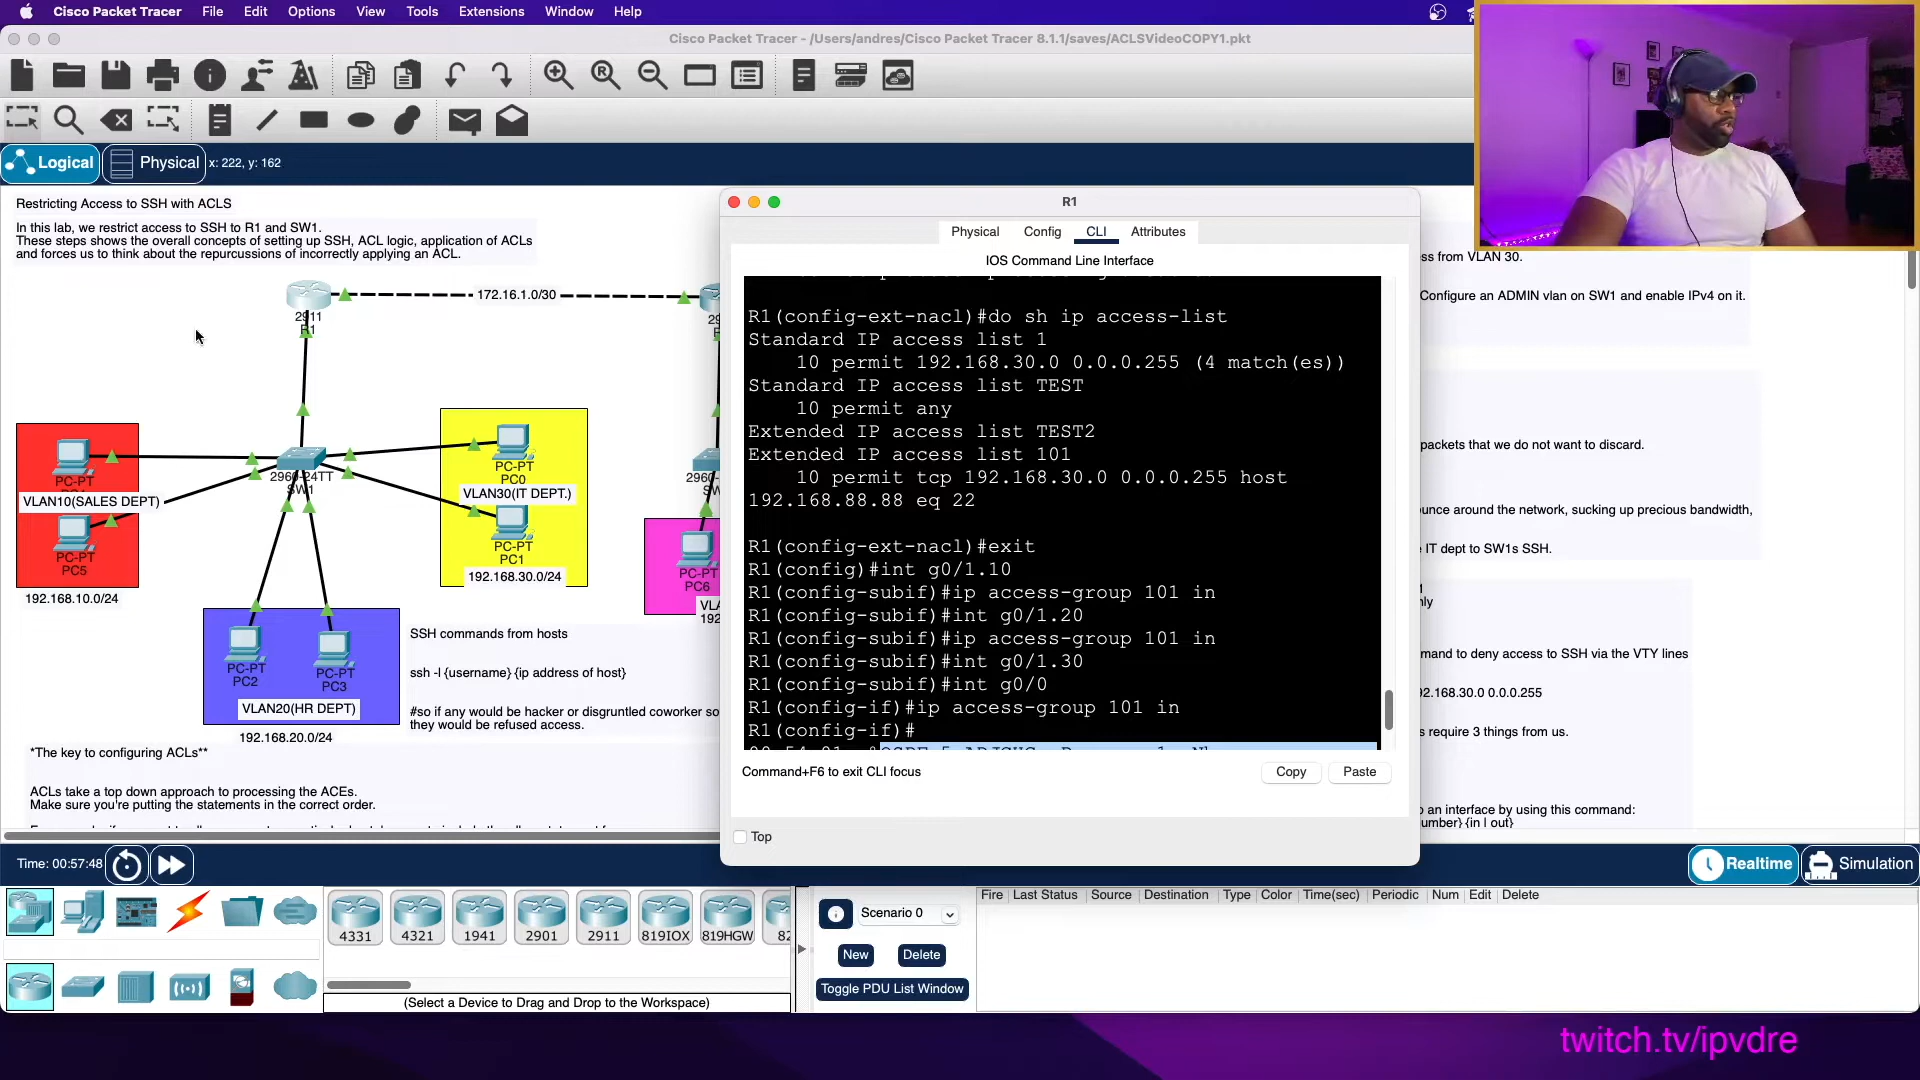 Cisco Packet Tracer File Edit Options View Tools Extensions Window Help
Cisco Packet Tracer - /Users/andres/Cisco Packet Tracer 8.1.1/saves/ACLSVideoCOPY1.pkt
Logical Physical x: 222, y: 162
Restricting Access to SSH with ACLS
In this lab, we restrict access to SSH to R1 and SW1.
These steps shows the overall concepts of setting up SSH, ACL logic, application of ACLs
and forces us to think about the repurcussions of incorrectly applying an ACL.
172.16.1.0/30
2911
R1
2960-24TT
SW1
PC-PT
VLAN10(SALES DEPT)
PC-PT
PC5
192.168.10.0/24
PC-PT
PC0
VLAN30(IT DEPT.)
PC-PT
PC1
192.168.30.0/24
PC-PT
PC2
PC-PT
PC3
VLAN20(HR DEPT)
192.168.20.0/24
PC-PT
PC6
SSH commands from hosts
ssh -l {username} {ip address of host}
#so if any would be hacker or disgruntled coworker so
they would be refused access.
*The key to configuring ACLs**
ACLs take a top down approach to processing the ACEs.
Make sure you're putting the statements in the correct order.
R1
Physical Config CLI Attributes
IOS Command Line Interface
R1(config-ext-nacl)#do sh ip access-list
Standard IP access list 1
10 permit 192.168.30.0 0.0.0.255 (4 match(es))
Standard IP access list TEST
10 permit any
Extended IP access list TEST2
Extended IP access list 101
10 permit tcp 192.168.30.0 0.0.0.255 host
192.168.88.88 eq 22
R1(config-ext-nacl)#exit
R1(config)#int g0/1.10
R1(config-subif)#ip access-group 101 in
R1(config-subif)#int g0/1.20
R1(config-subif)#ip access-group 101 in
R1(config-subif)#int g0/1.30
R1(config-subif)#int g0/0
R1(config-if)#ip access-group 101 in
R1(config-if)#
Command+F6 to exit CLI focus
Copy Paste
Top
ss from VLAN 30.
Configure an ADMIN vlan on SW1 and enable IPv4 on it.
packets that we do not want to discard.
ounce around the network, sucking up precious bandwidth,
IT dept to SW1s SSH.
mand to deny access to SSH via the VTY lines
92.168.30.0 0.0.0.255
s require 3 things from us.
o an interface by using this command:
umber} {in | out}
Time: 00:57:48
Realtime Simulation
4331 4321 1941 2901 2911 819IOX 819HGW
(Select a Device to Drag and Drop to the Workspace)
Scenario 0
New Delete
Toggle PDU List Window
Fire Last Status Source Destination Type Color Time(sec) Periodic Num Edit Delete
twitch.tv/ipvdre